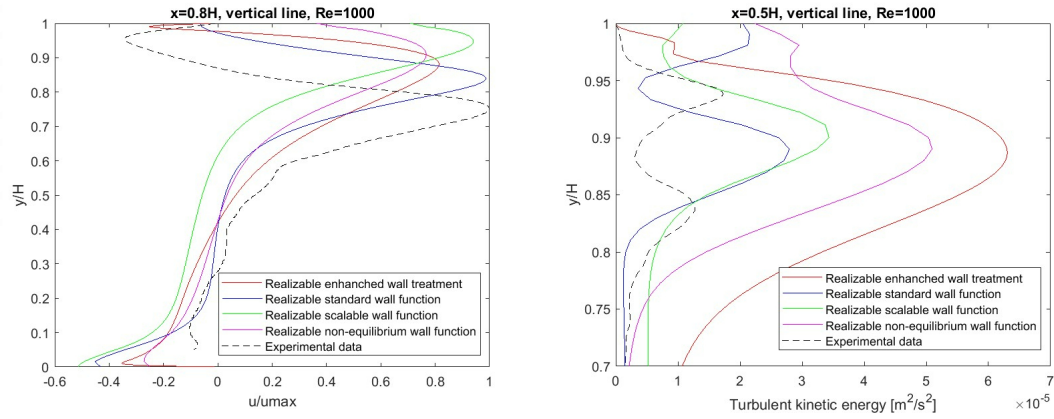 x=0.8H, vertical line, Re=1000
1
0.9
0.8
0.7
0.6
0.5
0.4
0.3
0.2
0.1
0
y/H
Realizable enhanched wall treatment
Realizable standard wall function
Realizable scalable wall function
Realizable non-equilibrium wall function
Experimental data
-0.6 -0.4 -0.2 0 0.2 0.4 0.6 0.8 1
u/umax
x=0.5H, vertical line, Re=1000
1
0.95
0.9
0.85
0.8
0.75
0.7
y/H
Realizable enhanched wall treatment
Realizable standard wall function
Realizable scalable wall function
Realizable non-equilibrium wall function
Experimental data
0 1 2 3 4 5 6 7
×10⁻⁵
Turbulent kinetic energy [m²/s²]